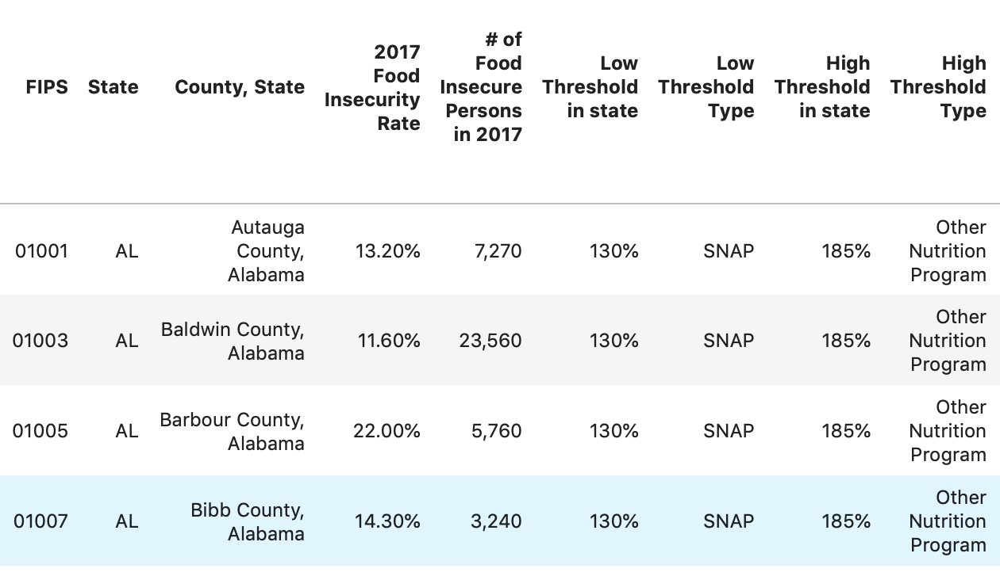 FIPS State County, State 2017 Food Insecurity Rate # of Food Insecure Persons in 2017 Low Threshold in state Low Threshold Type High Threshold in state High Threshold Type
01001 AL Autauga County, Alabama 13.20% 7,270 130% SNAP 185% Other Nutrition Program
01003 AL Baldwin County, Alabama 11.60% 23,560 130% SNAP 185% Other Nutrition Program
01005 AL Barbour County, Alabama 22.00% 5,760 130% SNAP 185% Other Nutrition Program
01007 AL Bibb County, Alabama 14.30% 3,240 130% SNAP 185% Other Nutrition Program